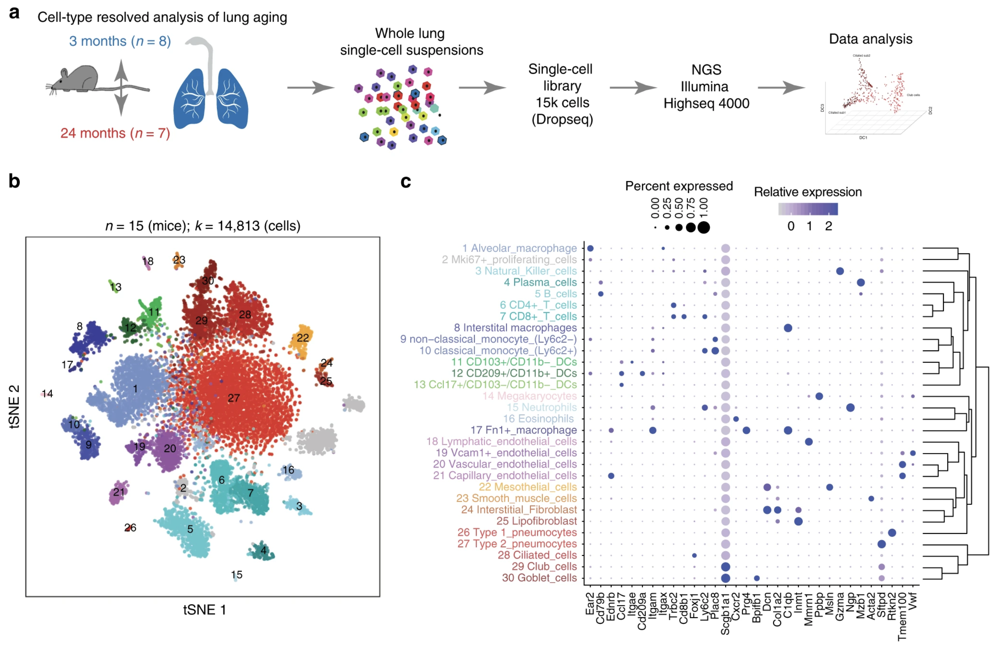 a
Cell-type resolved analysis of lung aging
3 months (n = 8)
24 months (n = 7)
Whole lung
single-cell suspensions
Single-cell
library
15k cells
(Dropseq)
NGS
Illumina
Highseq 4000
Data analysis
Ciliated sub2
Club cells
Ciliated sub1
DC3
DC2
DC1
b
n = 15 (mice); k = 14,813 (cells)
18
23
30
13
11
29
28
12
8
22
17
24
25
1
27
14
10
9
19
20
16
6
2
7
21
3
26
5
4
15
tSNE 2
tSNE 1
c
Percent expressed
0.00
0.25
0.50
0.75
1.00
Relative expression
0 1 2
1 Alveolar_macrophage
2 Mki67+_proliferating_cells
3 Natural_Killer_cells
4 Plasma_cells
5 B_cells
6 CD4+_T_cells
7 CD8+_T_cells
8 Interstital macrophages
9 non–classical_monocyte_(Ly6c2–)
10 classical_monocyte_(Ly6c2+)
11 CD103+/CD11b–_DCs
12 CD209+/CD11b+_DCs
13 Ccl17+/CD103–/CD11b–_DCs
14 Megakaryocytes
15 Neutrophils
16 Eosinophils
17 Fn1+_macrophage
18 Lymphatic_endothelial_cells
19 Vcam1+_endothelial_cells
20 Vascular_endothelial_cells
21 Capillary_endothelial_cells
22 Mesothelial_cells
23 Smooth_muscle_cells
24 Interstitial_Fibroblast
25 Lipofibroblast
26 Type 1_pneumocytes
27 Type 2_pneumocytes
28 Ciliated_cells
29 Club_cells
30 Goblet_cells
Ear2
Cd79b
Ednrb
Ccl17
Itgae
Cd209a
Itgam
Itgax
Trbc2
Cd8b1
Foxj1
Ly6c2
Plac8
Scgb1a1
Cxcr2
Prg4
Bpifb1
Dcn
Col1a2
C1qb
Inmt
Mmrn1
Ppbp
Msln
Gzma
Ngp
Mzb1
Acta2
Sftpd
Rtkn2
Tmem100
Vwf